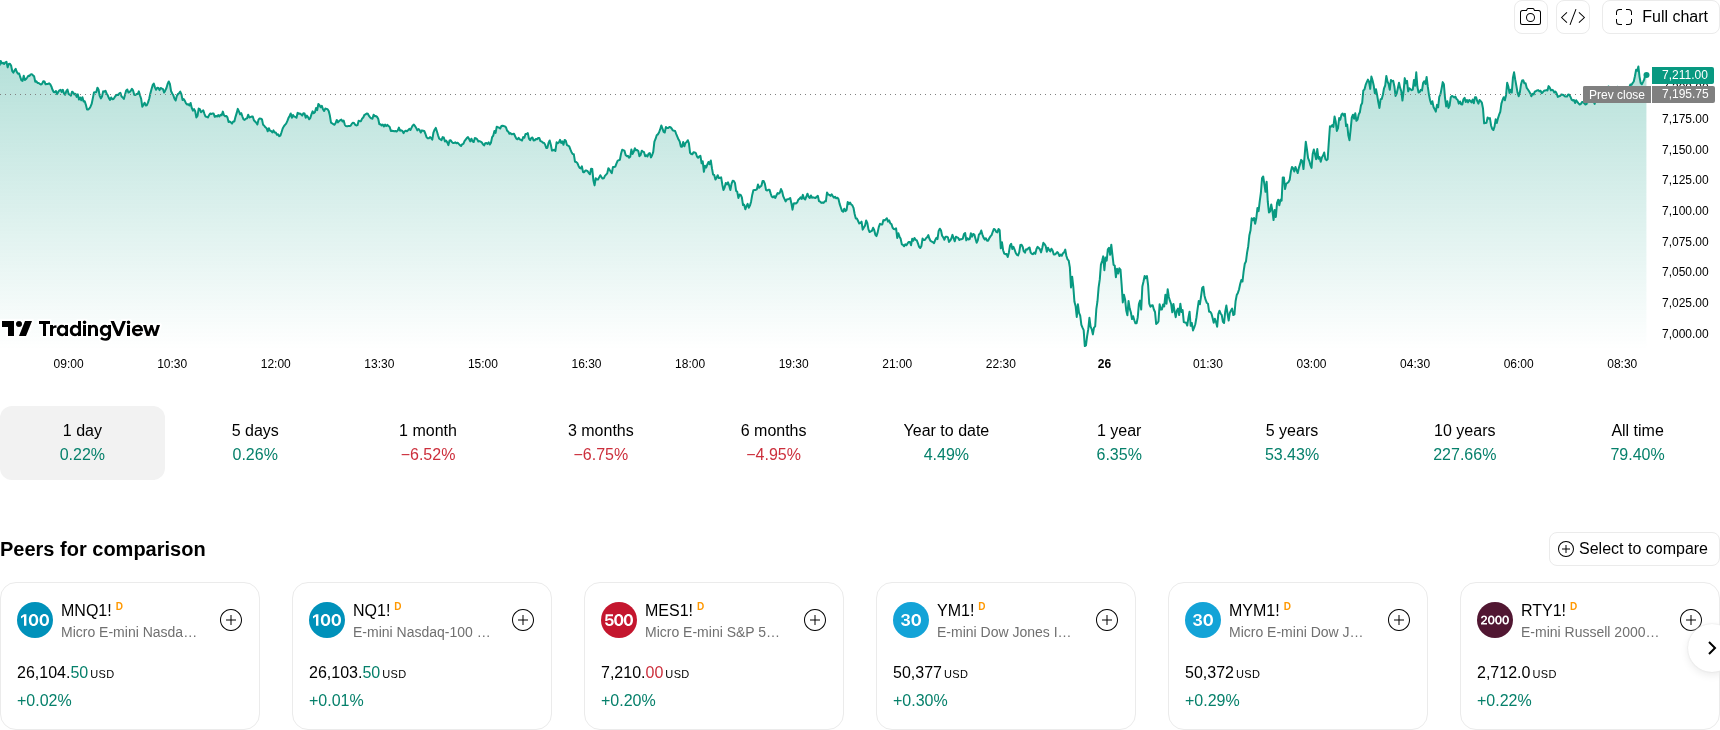 Full chart
7,211.00
Prev close 7,195.75
7,175.00
7,150.00
7,125.00
7,100.00
7,075.00
7,050.00
7,025.00
7,000.00
TradingView
09:00 10:30 12:00 13:30 15:00 16:30 18:00 19:30 21:00 22:30 26 01:30 03:00 04:30 06:00 08:30
1 day 5 days 1 month 3 months 6 months Year to date 1 year 5 years 10 years All time
0.22% 0.26% −6.52% −6.75% −4.95% 4.49% 6.35% 53.43% 227.66% 79.40%
Peers for comparison
Select to compare
100 MNQ1! D
Micro E-mini Nasda…
26,104.50 USD
+0.02%
100 NQ1! D
E-mini Nasdaq-100 …
26,103.50 USD
+0.01%
500 MES1! D
Micro E-mini S&P 5…
7,210.00 USD
+0.20%
30 YM1! D
E-mini Dow Jones I…
50,377 USD
+0.30%
30 MYM1! D
Micro E-mini Dow J…
50,372 USD
+0.29%
2000 RTY1! D
E-mini Russell 2000…
2,712.0 USD
+0.22%